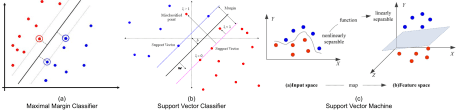 Margin
Misclassified
point
Support Vector
Support Vector
Y
X
function
nonlinearly
separable
linearly
separable
Y
X
Z
(a)Input space
map
(b)Feature space
(a)
Maximal Margin Classifier
(b)
Support Vector Classifier
(c)
Support Vector Machine